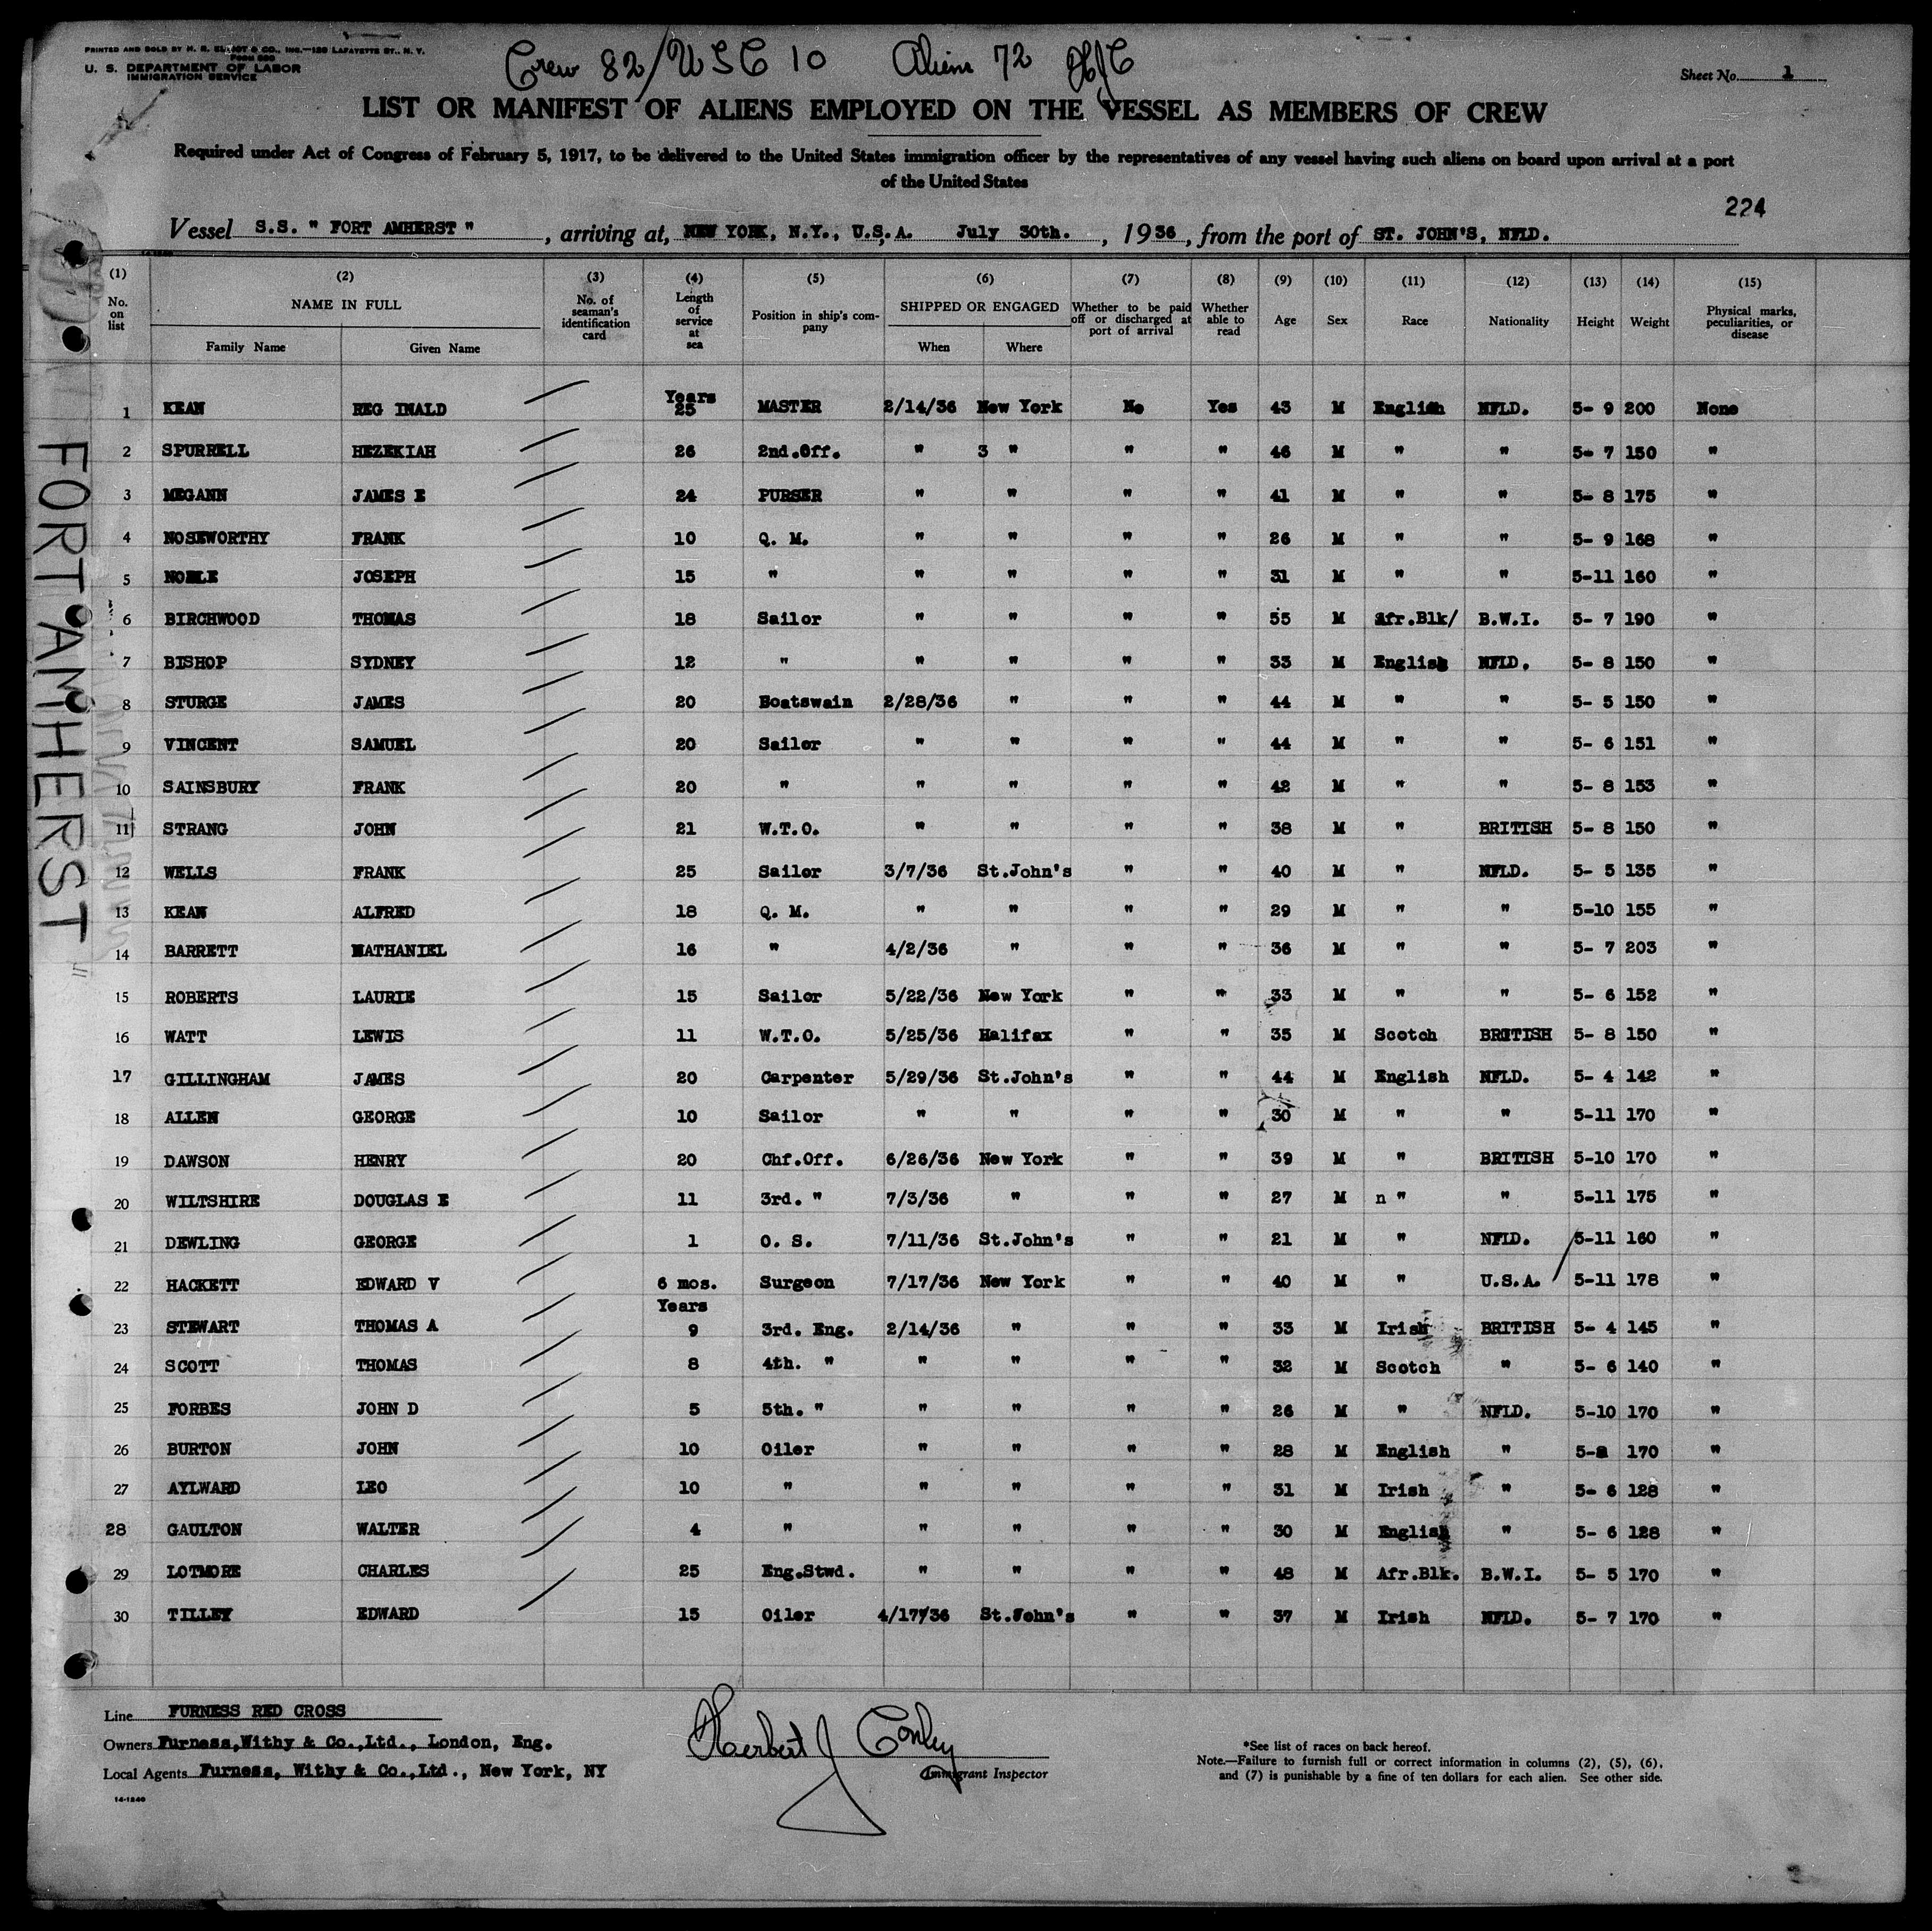 PRINTED AND SOLD BY M. R. ELLIOT & CO., INC.—120 LAFAYETTE ST., N. Y.
U. S. DEPARTMENT OF LABOR
IMMIGRATION SERVICE
Crew 82/USC 10 Aliens 72 HJC
Sheet No. 1
LIST OR MANIFEST OF ALIENS EMPLOYED ON THE VESSEL AS MEMBERS OF CREW
Required under Act of Congress of February 5, 1917, to be delivered to the United States immigration officer by the representatives of any vessel having such aliens on board upon arrival at a port
of the United States
224
Vessel S.S. " FORT AMHERST " , arriving at, NEW YORK, N.Y., U.S.A. July 30th. , 1936, from the port of ST. JOHN'S, NFLD.
(1) No. on list (2) NAME IN FULL Family Name Given Name (3) No. of seaman's identification card (4) Length of service at sea (5) Position in ship's company (6) SHIPPED OR ENGAGED When Where (7) Whether to be paid off or discharged at port of arrival (8) Whether able to read (9) Age (10) Sex (11) Race (12) Nationality (13) Height (14) Weight (15) Physical marks, peculiarities, or disease
Years
1 KEAN REG INALD 25 MASTER 2/14/36 New York No Yes 43 M English NFLD. 5- 9 200 None
2 SPURRELL HEZEKIAH 26 2nd.Off. " 3 " " " 46 M " " 5- 7 150 "
3 MEGANN JAMES E 24 PURSER " " " " 41 M " " 5- 8 175 "
4 NOSEWORTHY FRANK 10 Q. M. " " " " 26 M " " 5- 9 168 "
5 NOBLE JOSEPH 15 " " " " " 31 M " " 5-11 160 "
6 BIRCHWOOD THOMAS 18 Sailor " " " " 55 M Afr.Blk/ B.W.I. 5- 7 190 "
7 BISHOP SYDNEY 12 " " " " " 33 M English NFLD. 5- 8 150 "
8 STURGE JAMES 20 Boatswain 2/28/36 " " " 44 M " " 5- 5 150 "
9 VINCENT SAMUEL 20 Sailor " " " " 44 M " " 5- 6 151 "
10 SAINSBURY FRANK 20 " " " " " 42 M " " 5- 8 153 "
11 STRANG JOHN 21 W.T.O. " " " " 38 M " BRITISH 5- 8 150 "
12 WELLS FRANK 25 Sailor 3/7/36 St.John's " " 40 M " NFLD. 5- 5 135 "
13 KEAN ALFRED 18 Q. M. " " " " 29 M " " 5-10 155 "
14 BARRETT NATHANIEL 16 " 4/2/36 " " " 36 M " " 5- 7 203 "
15 ROBERTS LAURIE 15 Sailor 5/22/36 New York " " 33 M " " 5- 6 152 "
16 WATT LEWIS 11 W.T.O. 5/25/36 Halifax " " 35 M Scotch BRITISH 5- 8 150 "
17 GILLINGHAM JAMES 20 Carpenter 5/29/36 St.John's " " 44 M English NFLD. 5- 4 142 "
18 ALLEN GEORGE 10 Sailor " " " " 30 M " " 5-11 170 "
19 DAWSON HENRY 20 Chf.Off. 6/26/36 New York " " 39 M " BRITISH 5-10 170 "
20 WILTSHIRE DOUGLAS E 11 3rd. " 7/3/36 " " " 27 M n " " 5-11 175 "
21 DEWLING GEORGE 1 O. S. 7/11/36 St.John's " " 21 M " NFLD. 5-11 160 "
22 HACKETT EDWARD V 6 mos. Surgeon 7/17/36 New York " " 40 M " U.S.A. 5-11 178 "
Years
23 STEWART THOMAS A 9 3rd. Eng. 2/14/36 " " " 33 M Irish BRITISH 5- 4 145 "
24 SCOTT THOMAS 8 4th. " " " " " 32 M Scotch " 5- 6 140 "
25 FORBES JOHN D 5 5th. " " " " " 26 M " NFLD. 5-10 170 "
26 BURTON JOHN 10 Oiler " " " " 28 M English " 170 "
27 AYLWARD LEO 10 " " " " " 31 M Irish " 5- 6 128 "
28 GAULTON WALTER 4 " " " " " 30 M English " 5- 6 128 "
29 LOTMORE CHARLES 25 Eng.Stwd. " " " " 48 M Afr.Blk. B.W.I. 5- 5 170 "
30 TILLEY EDWARD 15 Oiler 4/17/36 St.John's " " 37 M Irish NFLD. 5- 7 170 "
FORT AMHERST
Line FURNESS RED CROSS
Owners Furness,Withy & Co.,Ltd., London, Eng.
Local Agents Furness, Withy & Co.,Ltd., New York, NY
14-1240
Herbert J Conley
Immigrant Inspector
*See list of races on back hereof.
Note.—Failure to furnish full or correct information in columns (2), (5), (6),
and (7) is punishable by a fine of ten dollars for each alien. See other side.